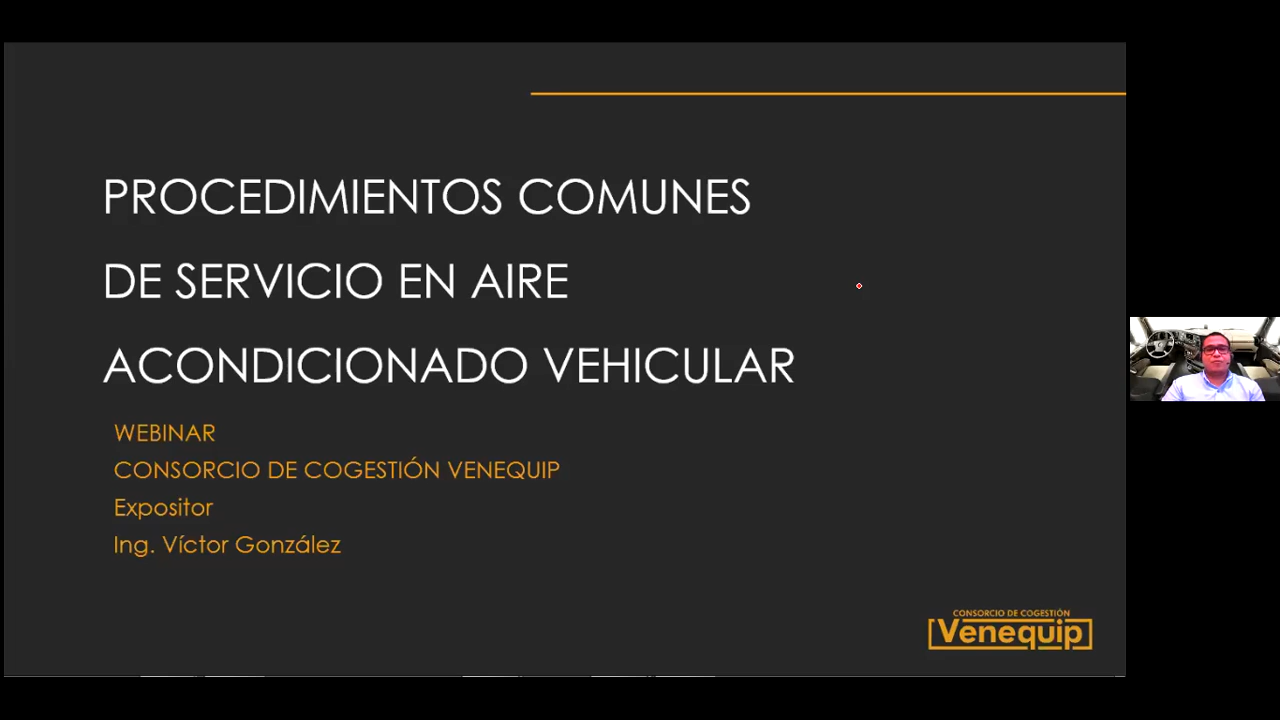 PROCEDIMIENTOS COMUNES
DE SERVICIO EN AIRE
ACONDICIONADO VEHICULAR
WEBINAR
CONSORCIO DE COGESTIÓN VENEQUIP
Expositor
Ing. Víctor González
CONSORCIO DE COGESTIÓN
Venequip